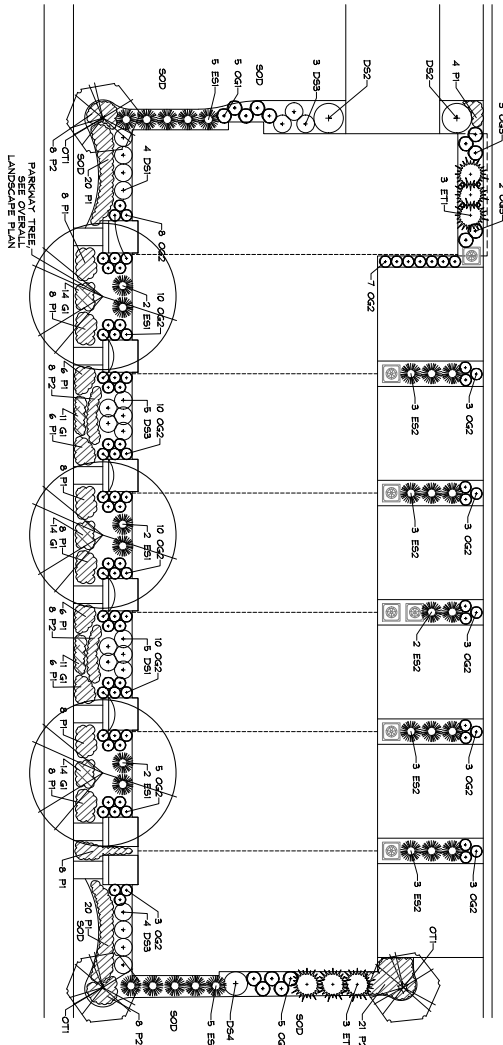 SOD
5 ES1
5 OG1
SOD
3 DS3
DS2
DS2
4 P1
3 ET1
7 OG2
OT1
8 P2
4 DS1
SOD
20 P1
8 P1
8 OG2
PARKWAY TREE,
SEE OVERALL
LANDSCAPE PLAN
14 G1
8 P1
10 OG2
2 ES1
6 P1
8 P2
11 G1
6 P1
10 OG2
5 DS3
8 P1
14 G1
8 P1
10 OG2
2 ES1
6 P1
8 P2
11 G1
6 P1
10 OG2
5 DS1
8 P1
14 G1
8 P1
5 OG2
2 ES1
8 P1
3 OG2
4 DS3
20 P1
SOD
OT1
8 P2
SOD
5 ES1
DS4
SOD
OT1
3 OG2
3 ES2
3 OG2
3 ES2
3 OG2
2 ES2
3 OG2
3 ES2
3 OG2
3 ES2